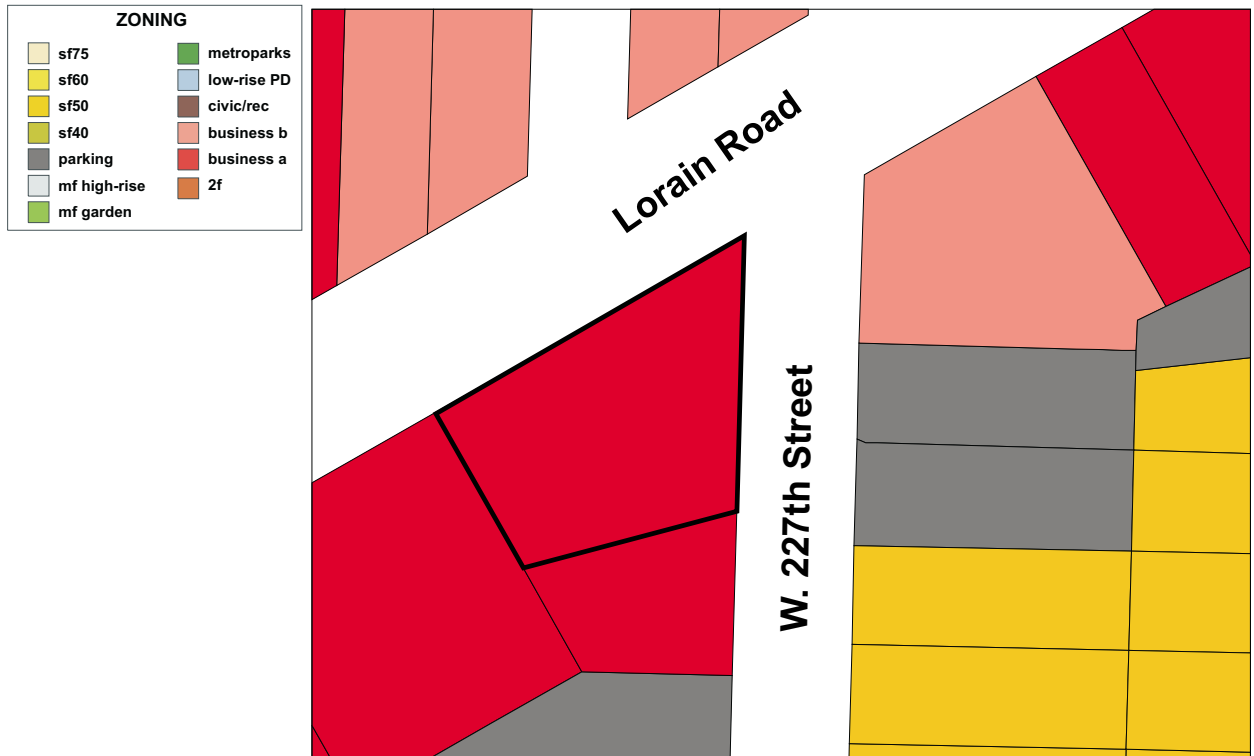 ZONING
sf75
sf60
sf50
sf40
parking
mf high-rise
mf garden
metroparks
low-rise PD
civic/rec
business b
business a
2f
Lorain Road
W. 227th Street